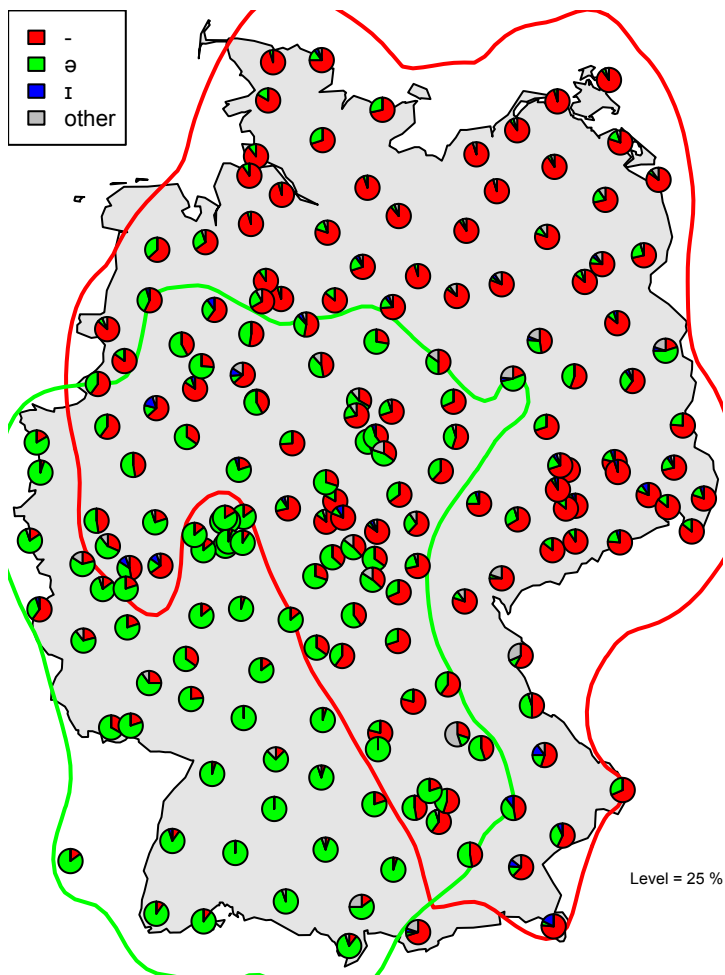 -
ə
ɪ
other
Level = 25 %